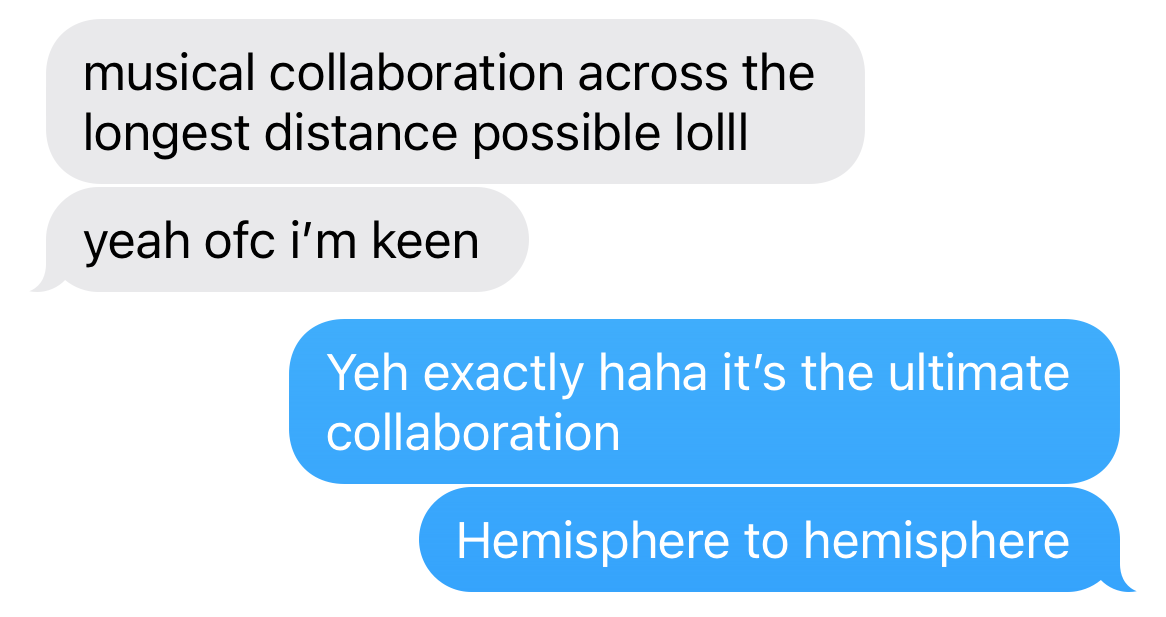 musical collaboration across the
longest distance possible lolll
yeah ofc i’m keen
Yeh exactly haha it’s the ultimate
collaboration
Hemisphere to hemisphere